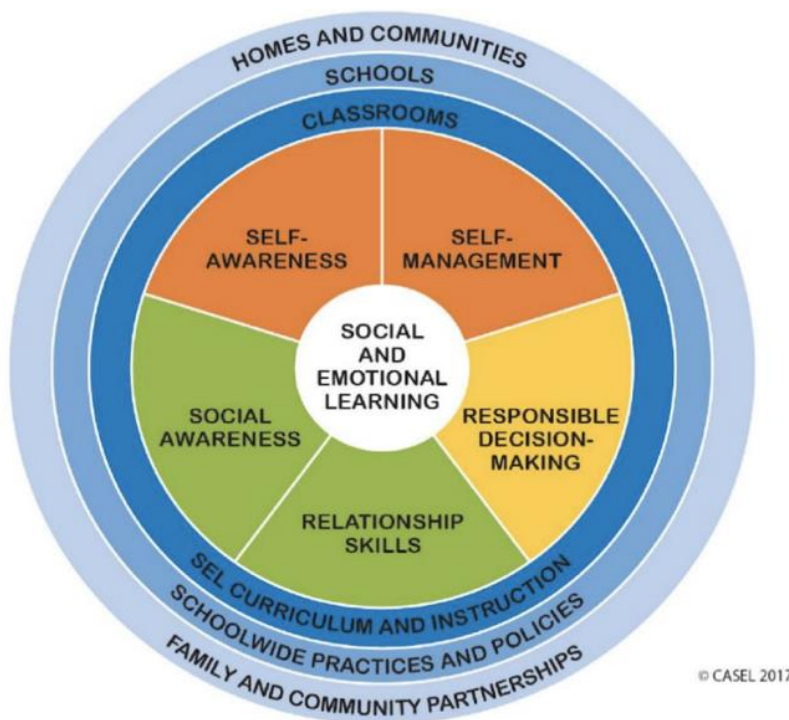 HOMES AND COMMUNITIES
SCHOOLS
CLASSROOMS
SELF-
AWARENESS
SELF-
MANAGEMENT
SOCIAL
AND
EMOTIONAL
LEARNING
SOCIAL
AWARENESS
RESPONSIBLE
DECISION-
MAKING
RELATIONSHIP
SKILLS
SEL CURRICULUM AND INSTRUCTION
SCHOOLWIDE PRACTICES AND POLICIES
FAMILY AND COMMUNITY PARTNERSHIPS
© CASEL 2017